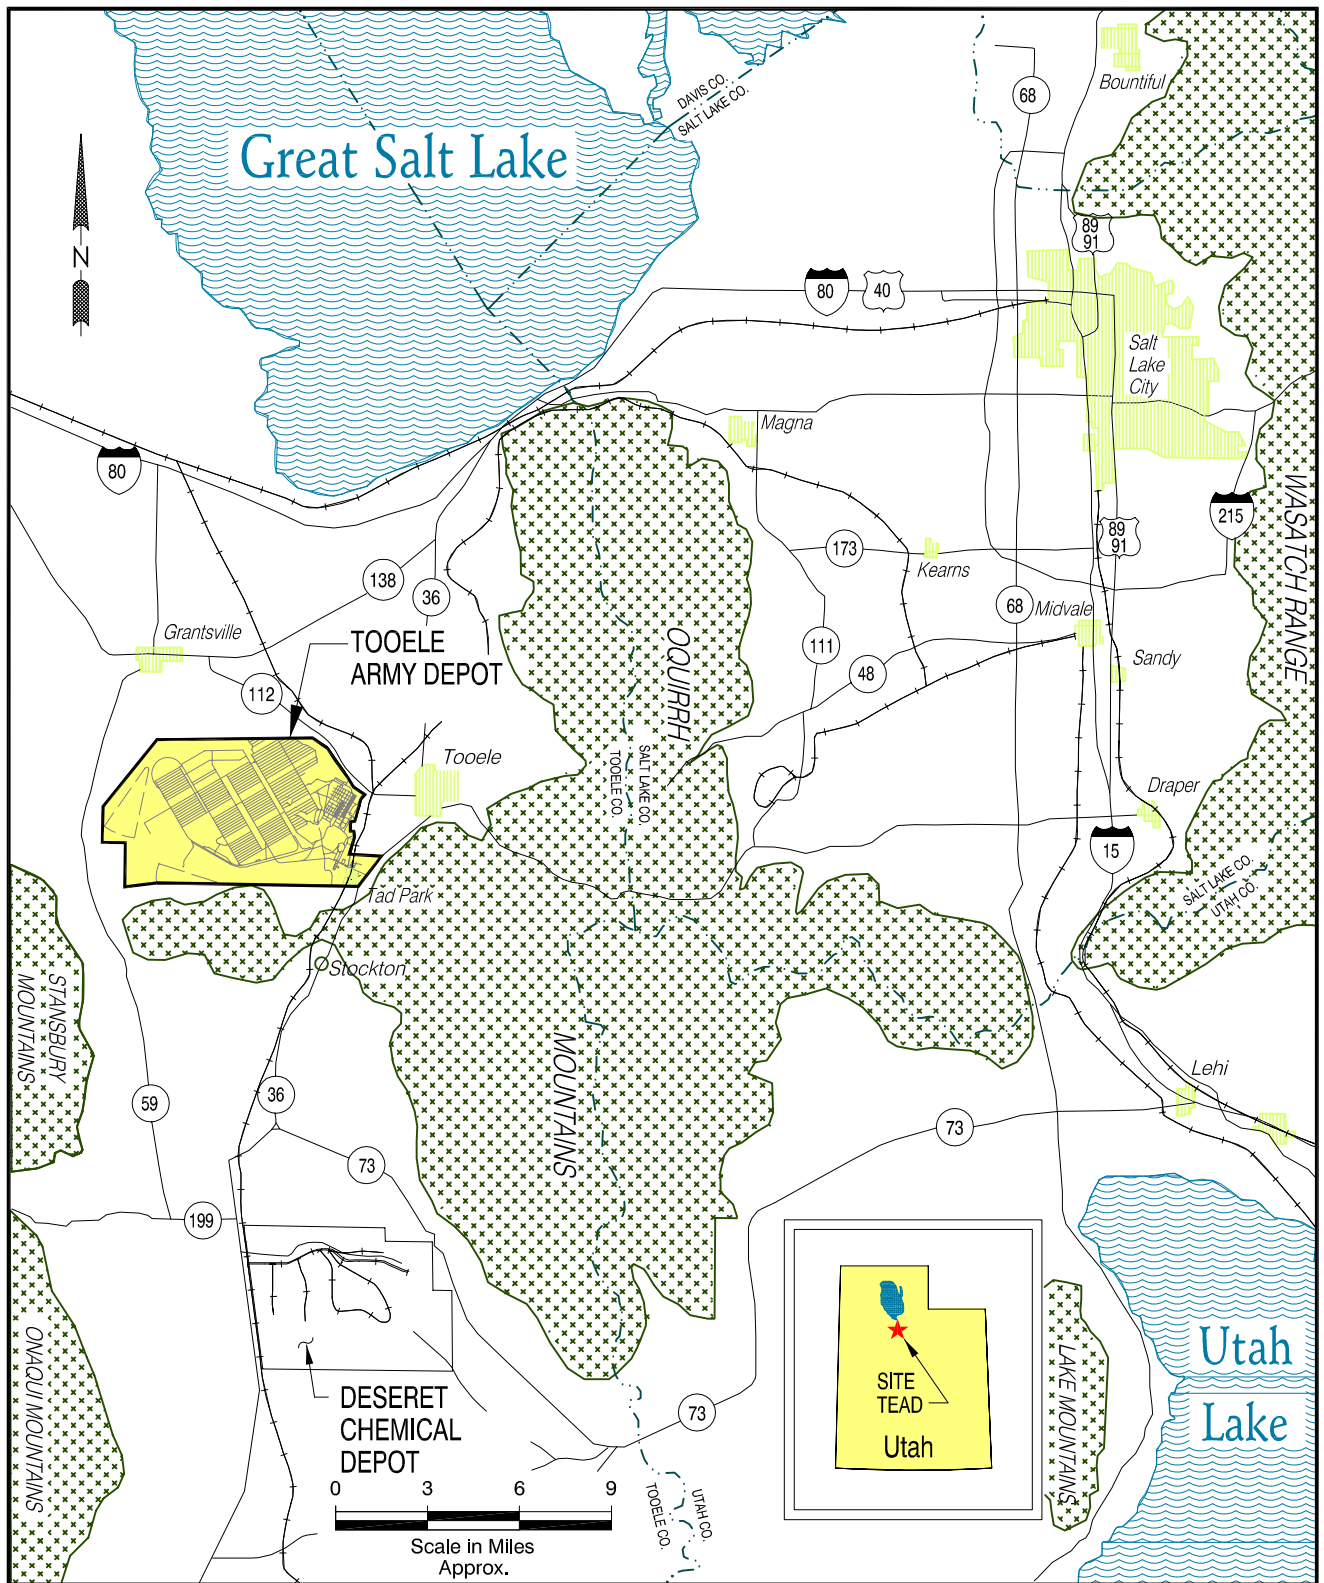 Bountiful
68
DAVIS CO.
SALT LAKE CO.
Great Salt Lake
N
89
91
80
40
Salt
Lake
City
Magna
80
215
WASATCH RANGE
89
91
173
Kearns
138
36
68
Midvale
Grantsville
TOOELE
ARMY DEPOT
OQUIRRH
111
48
Sandy
112
Tooele
SALT LAKE CO.
TOOELE CO.
Draper
15
SALT LAKE CO.
UTAH CO.
Tad Park
Stockton
STANSBURY
MOUNTAINS
MOUNTAINS
Lehi
59
36
73
73
199
ONAQUI MOUNTAINS
DESERET
CHEMICAL
DEPOT
73
SITE
TEAD
Utah
LAKE MOUNTAINS
Utah
Lake
0 3 6 9
Scale in Miles
Approx.
UTAH CO.
TOOELE CO.